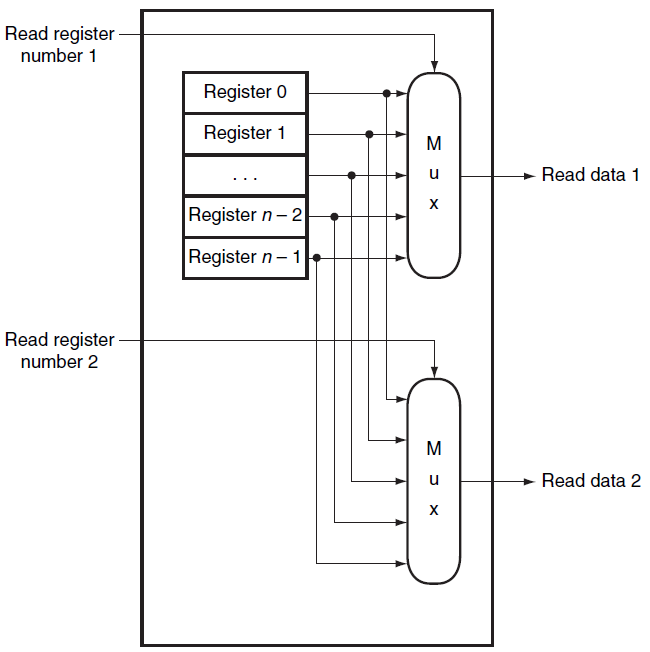 Read register
number 1
Register 0
Register 1
. . .
Register n – 2
Register n – 1
M
u
x
Read data 1
Read register
number 2
M
u
x
Read data 2